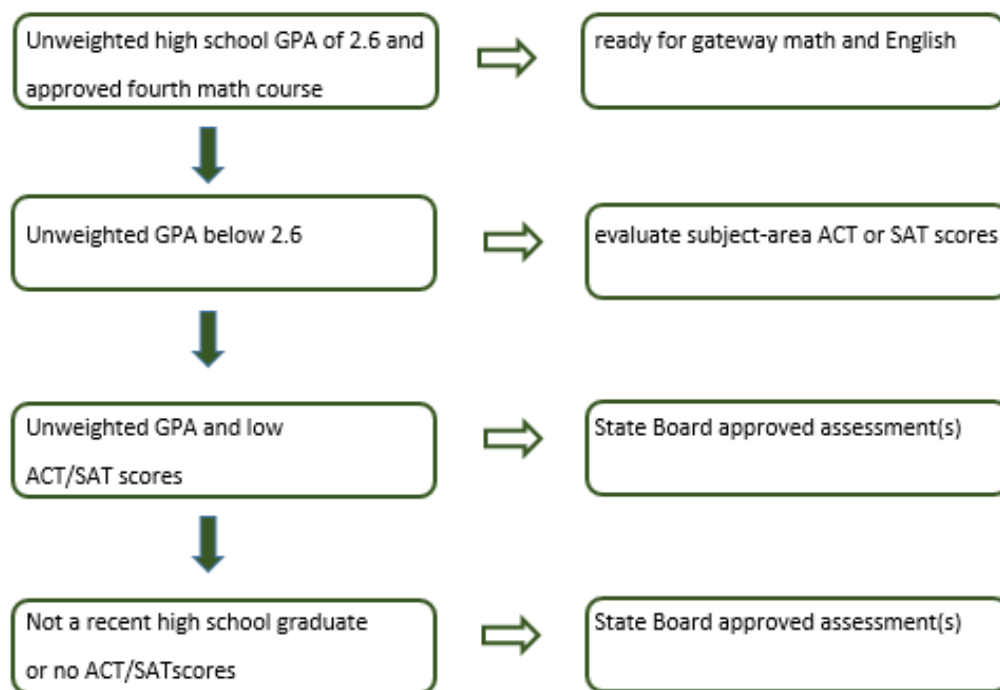 Unweighted high school GPA of 2.6 and
approved fourth math course
ready for gateway math and English
Unweighted GPA below 2.6
evaluate subject-area ACT or SAT scores
Unweighted GPA and low
ACT/SAT scores
State Board approved assessment(s)
Not a recent high school graduate
or no ACT/SATscores
State Board approved assessment(s)